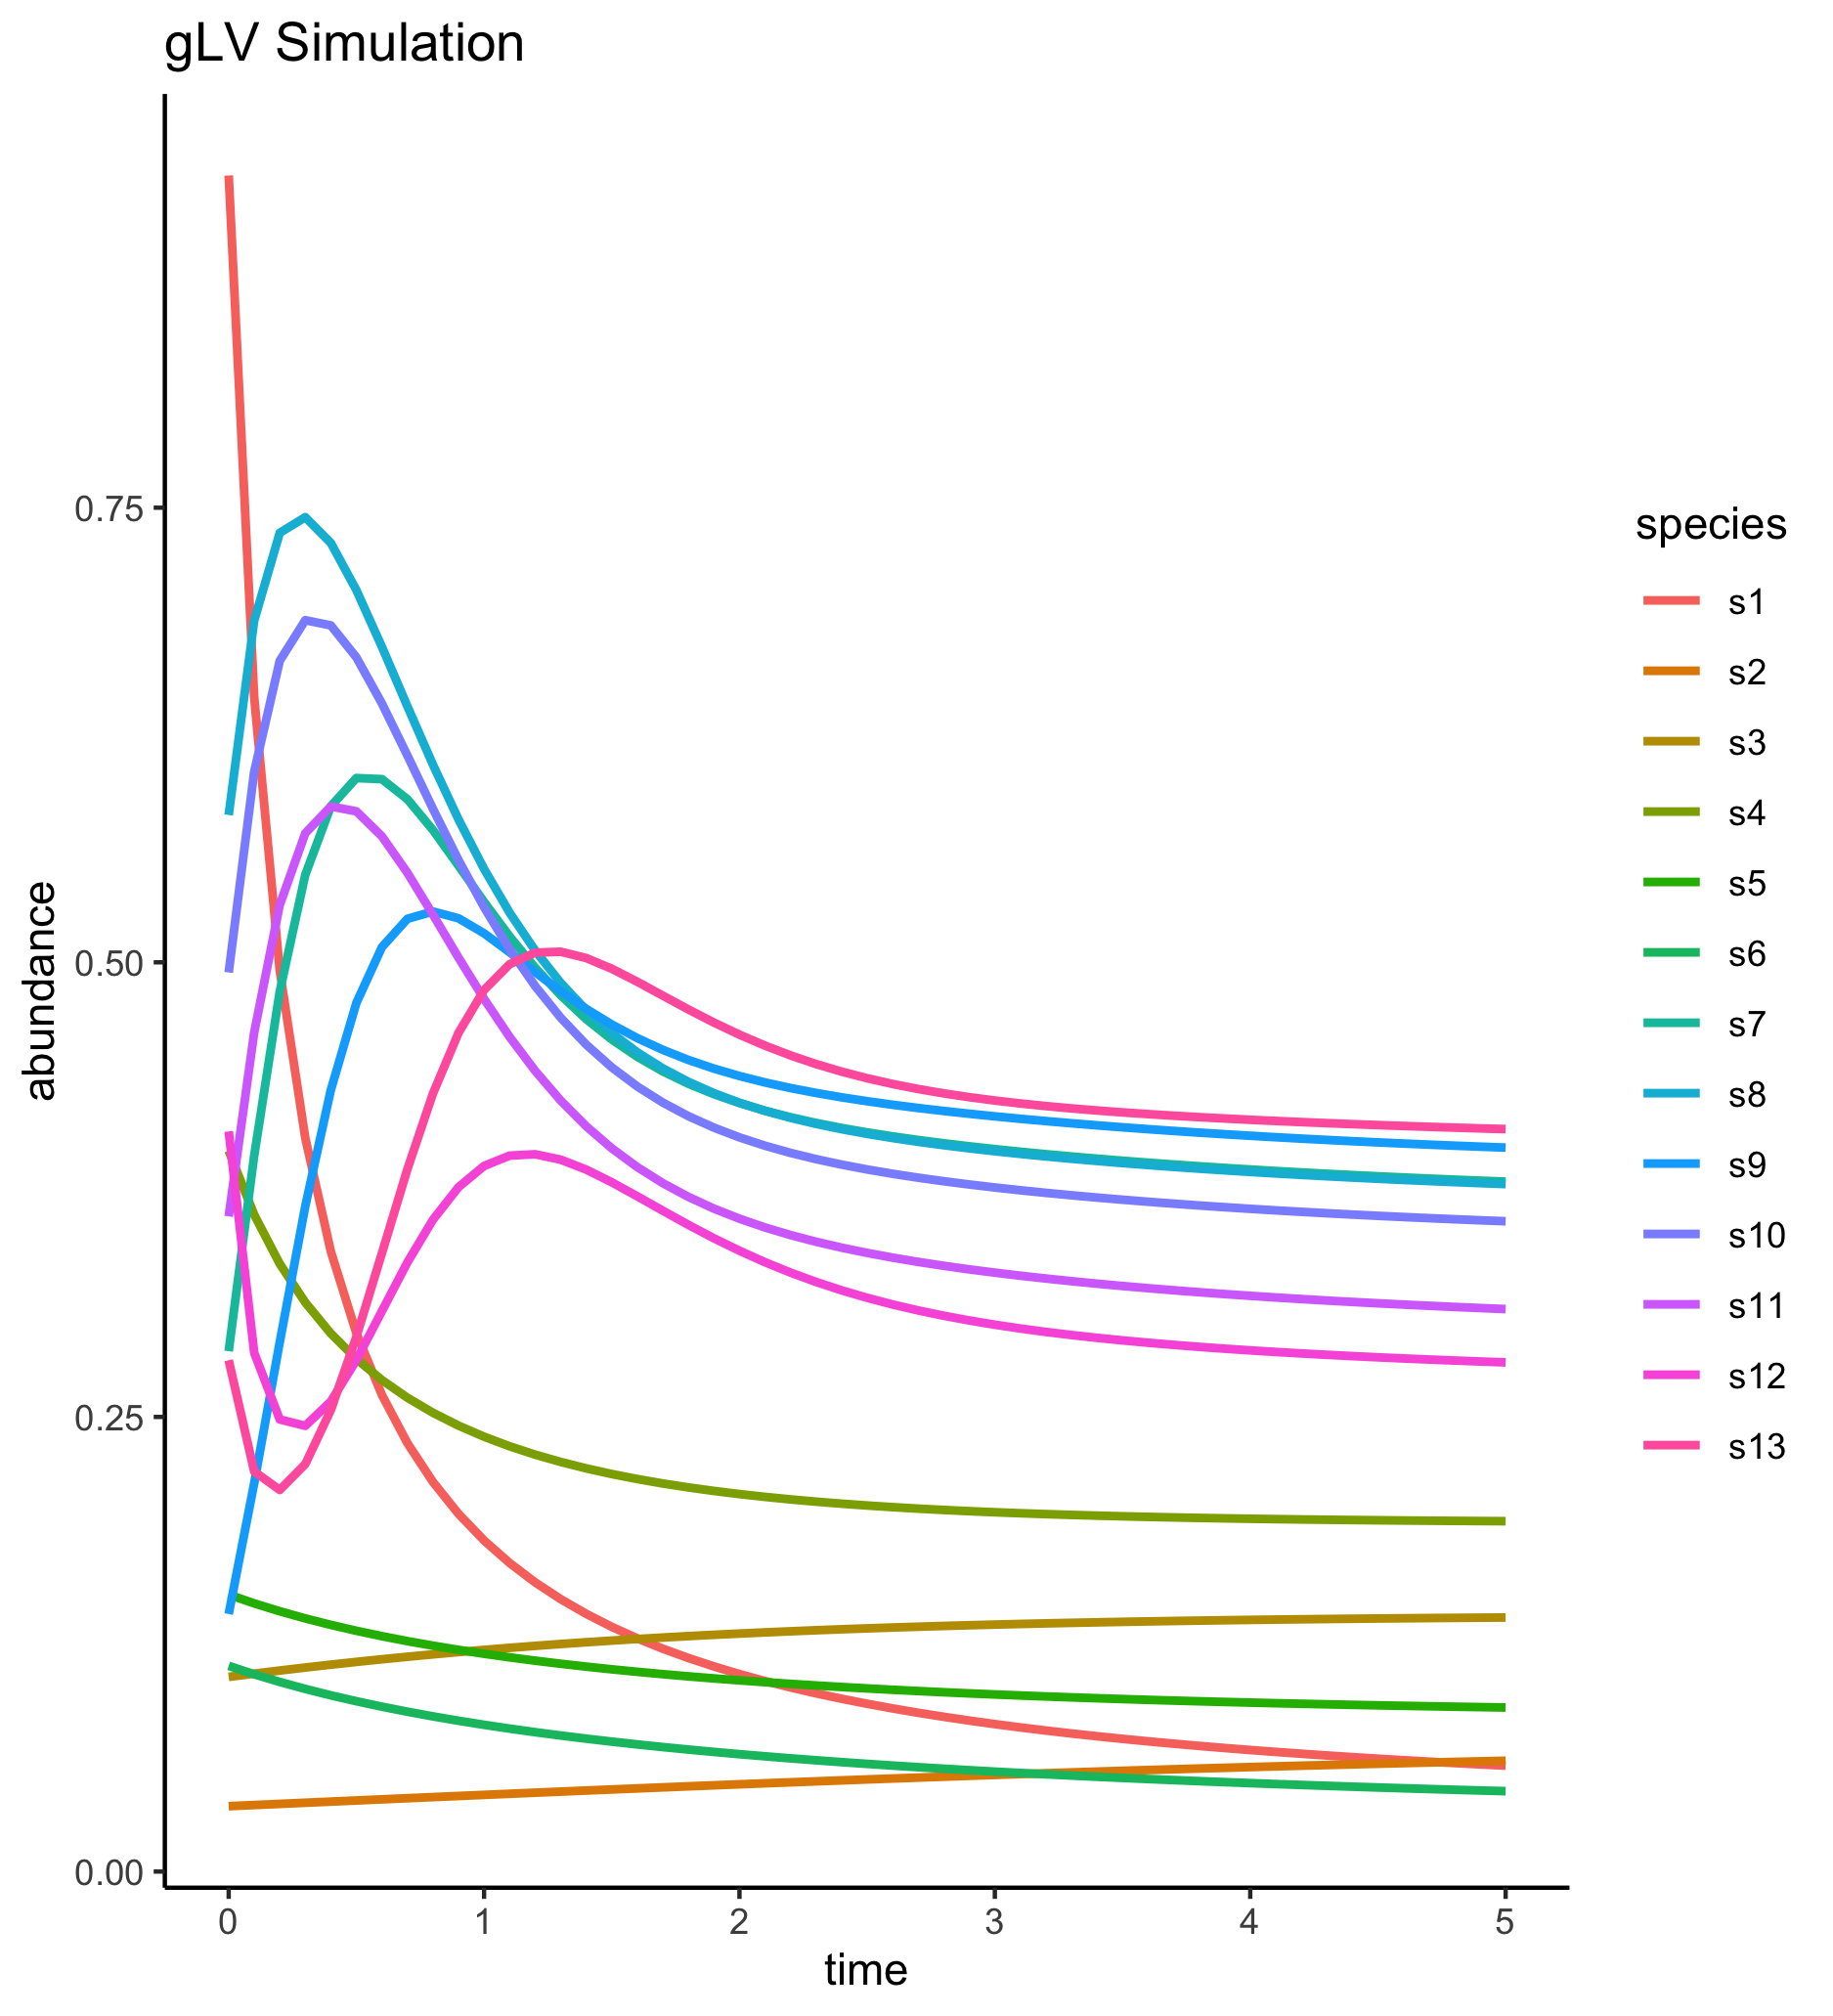 gLV Simulation
abundance
0.75
0.50
0.25
0.00
0 1 2 3 4 5
time
species
s1
s2
s3
s4
s5
s6
s7
s8
s9
s10
s11
s12
s13